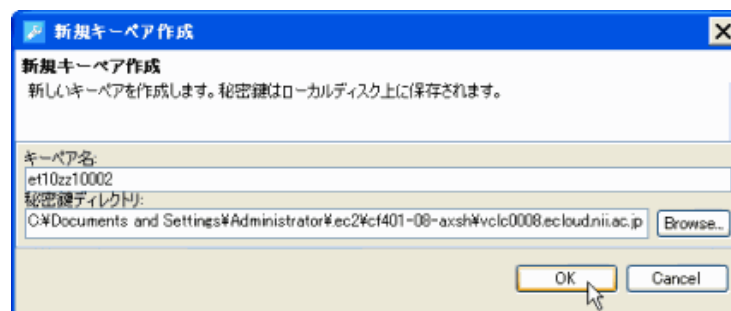 新規キーペア作成
新規キーペア作成
新しいキーペアを作成します。秘密鍵はローカルディスク上に保存されます。
キーペア名:
et10zz10002
秘密鍵ディレクトリ:
C:¥Documents and Settings¥Administrator¥.ec2¥cf401-08-axsh¥vclc0008.ecloud.nii.ac.jp Browse...
OK Cancel